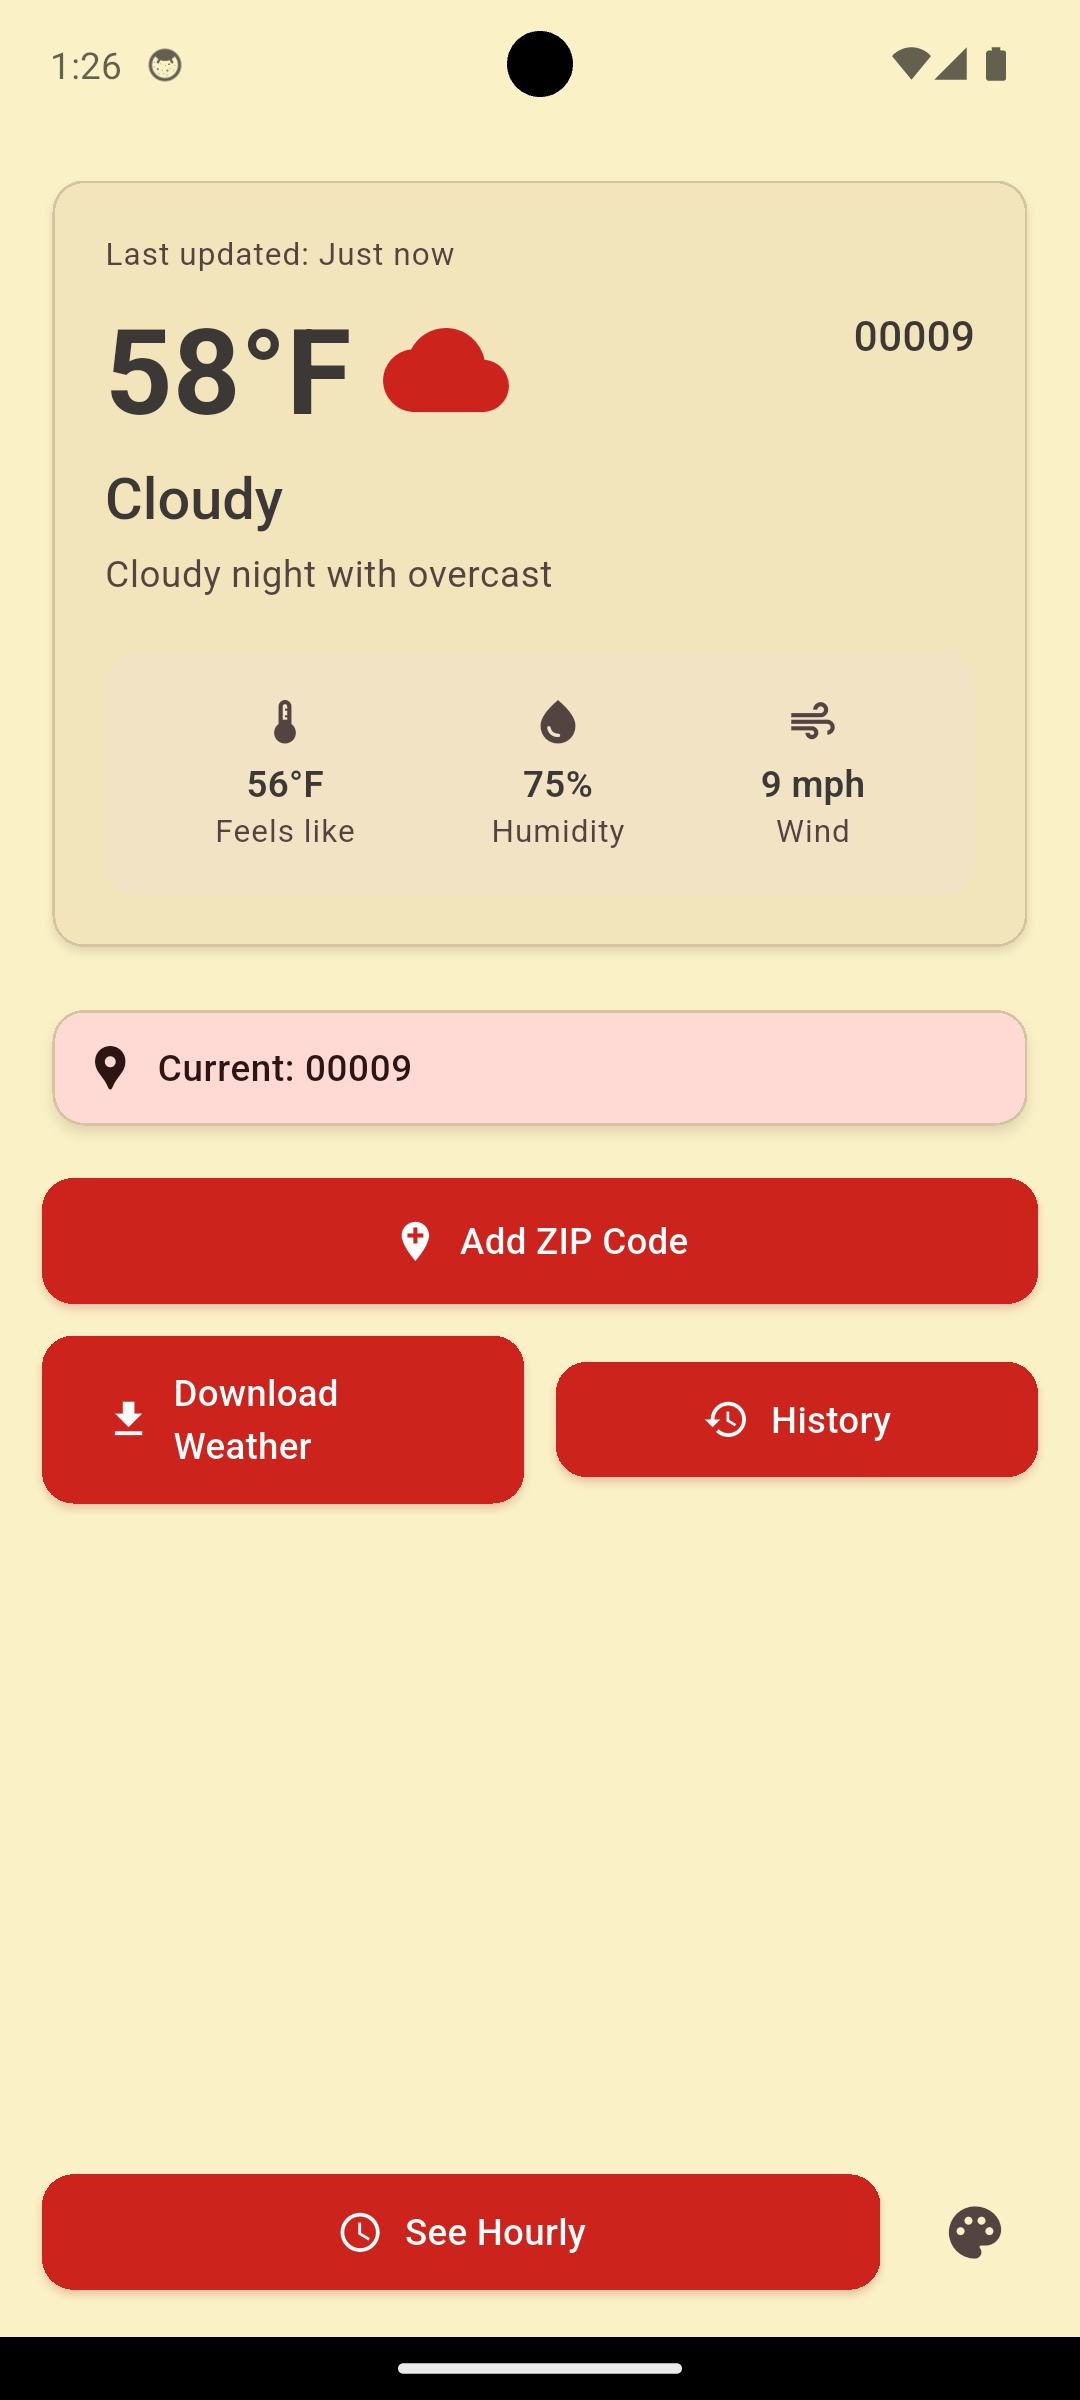 1:26
Last updated: Just now
58°F
00009
Cloudy
Cloudy night with overcast
56°F
75%
9 mph
Feels like
Humidity
Wind
Current: 00009
Add ZIP Code
Download
Weather
History
See Hourly